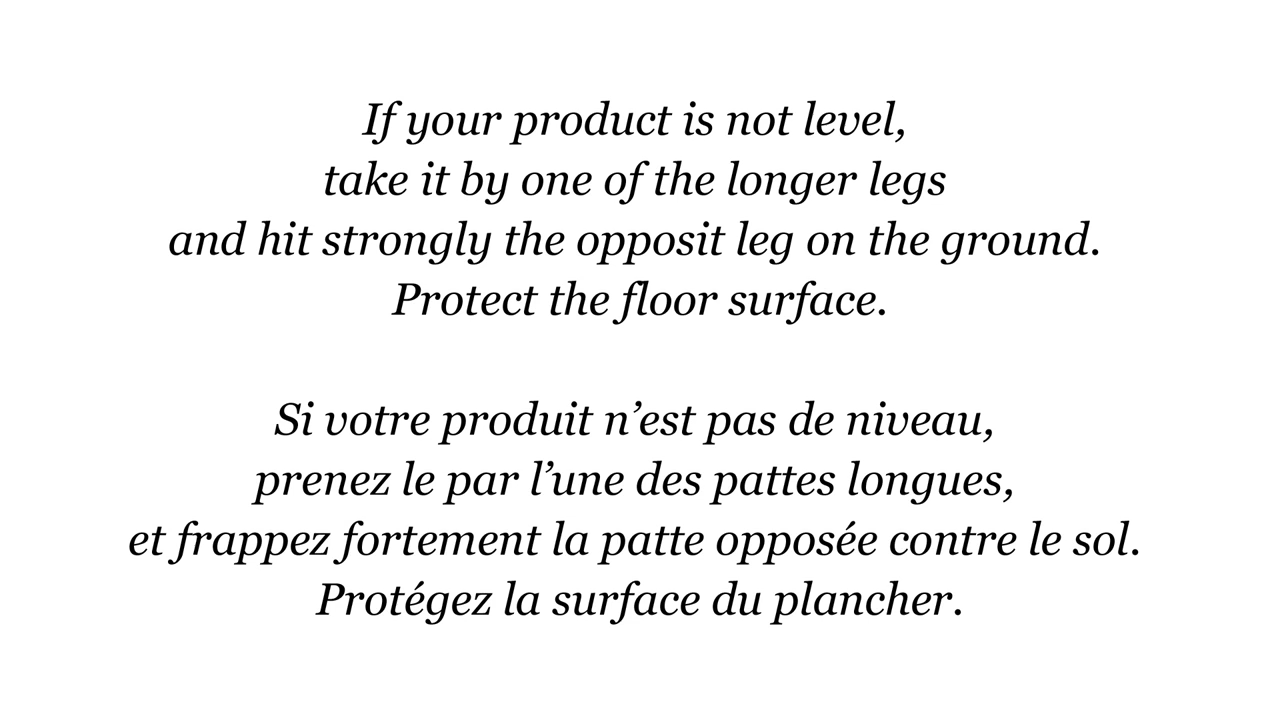 If your product is not level,
take it by one of the longer legs
and hit strongly the opposit leg on the ground.
Protect the floor surface.
Si votre produit n’est pas de niveau,
prenez le par l’une des pattes longues,
et frappez fortement la patte opposée contre le sol.
Protégez la surface du plancher.